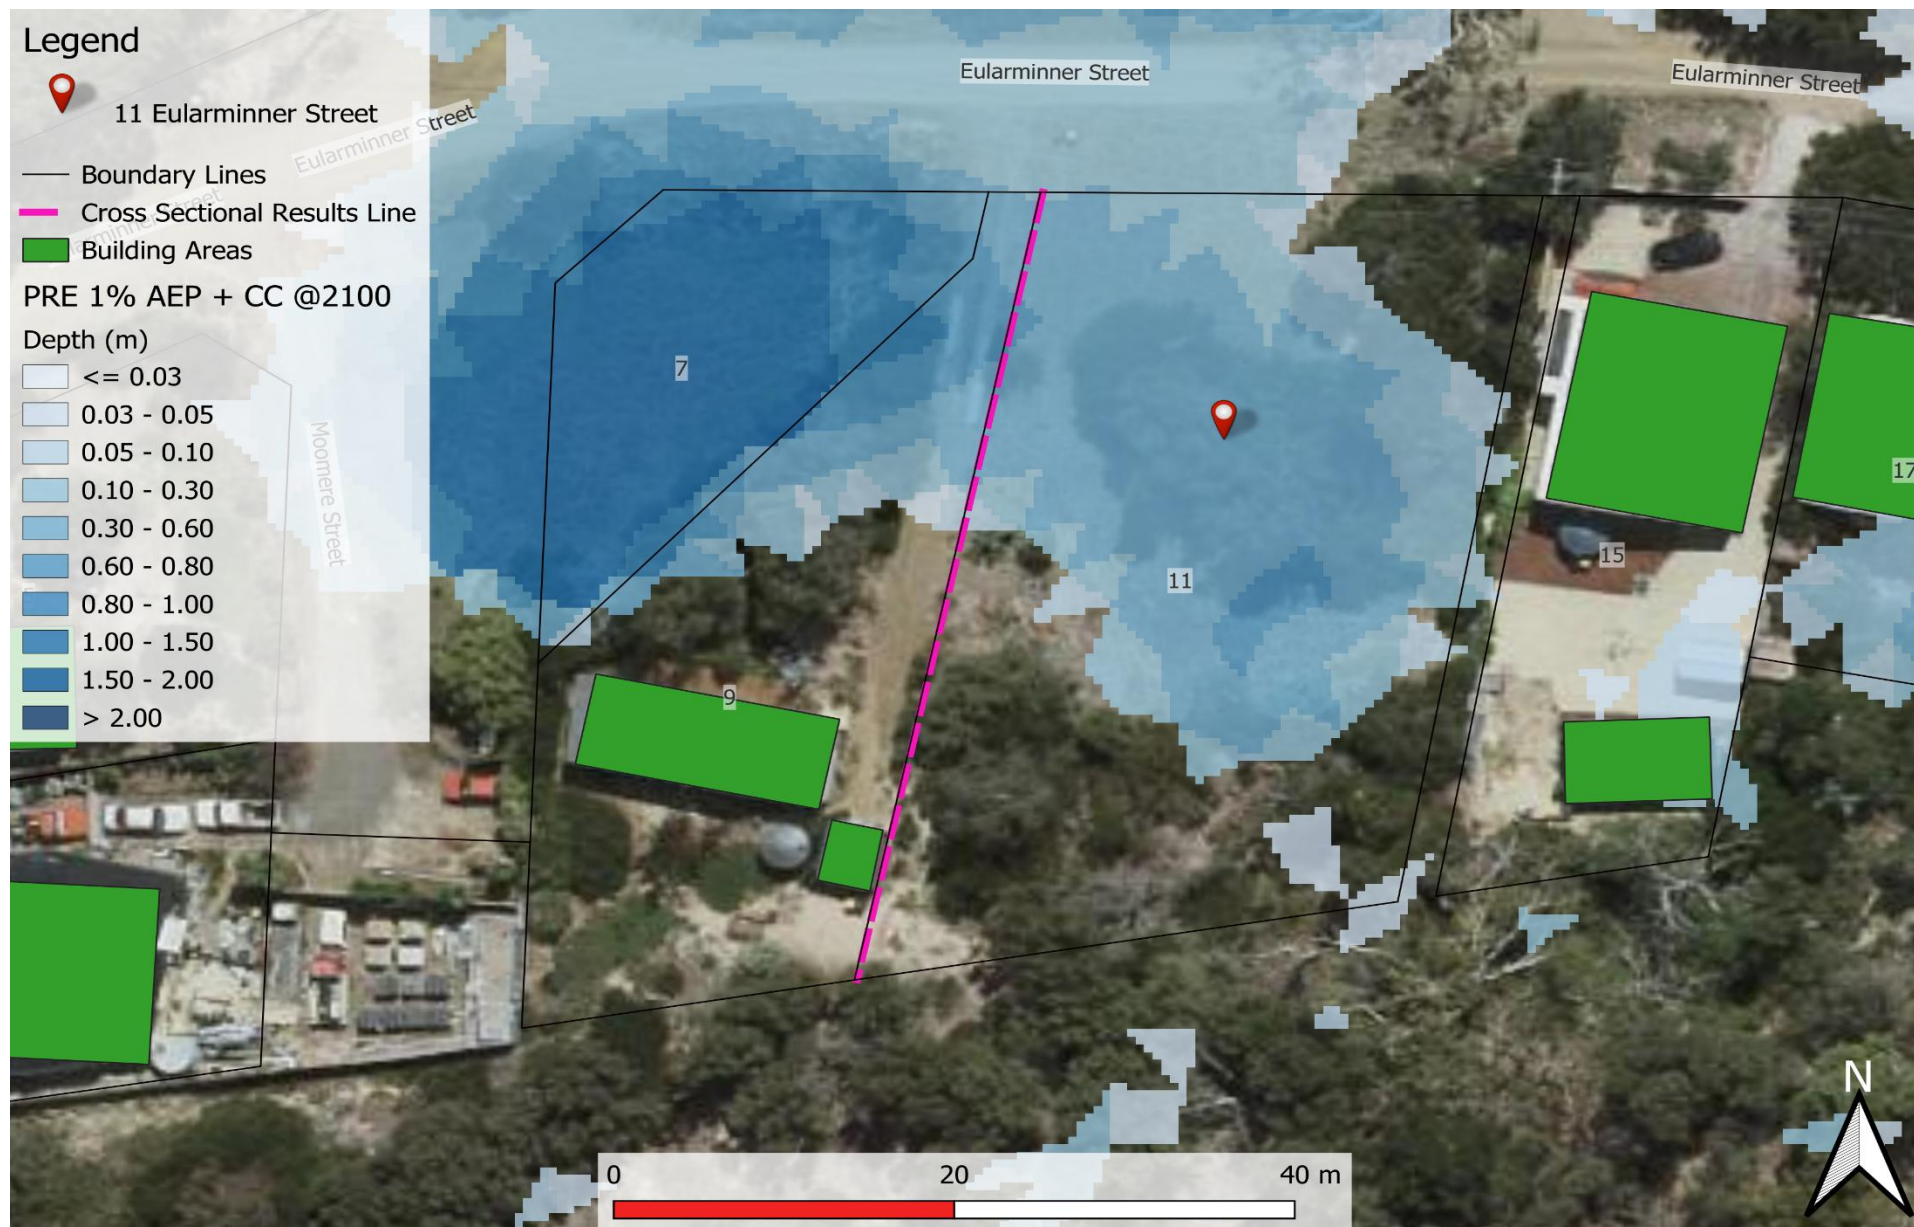 Legend
11 Eularminner Street
Boundary Lines
Cross Sectional Results Line
Building Areas
PRE 1% AEP + CC @2100
Depth (m)
<= 0.03
0.03 - 0.05
0.05 - 0.10
0.10 - 0.30
0.30 - 0.60
0.60 - 0.80
0.80 - 1.00
1.00 - 1.50
1.50 - 2.00
> 2.00
Eularminner Street
Eularminner Street
Eularminner Street
Moomere Street
7
9
11
15
17
N
0 20 40 m